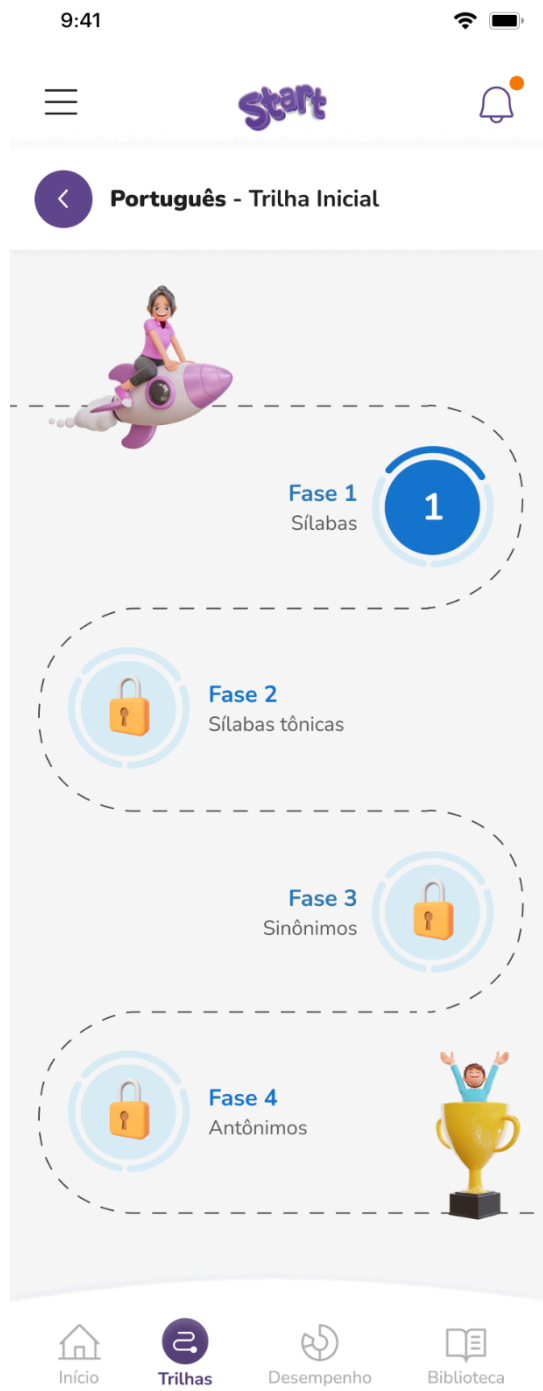 9:41
Start
Português - Trilha Inicial
Fase 1
Sílabas
1
Fase 2
Sílabas tônicas
Fase 3
Sinônimos
Fase 4
Antônimos
Início
Trilhas
Desempenho
Biblioteca